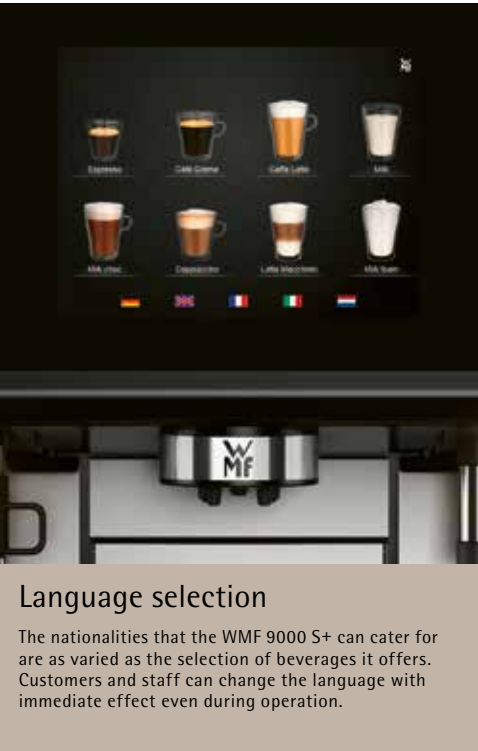 Espresso Café Crème Caffè Latte Milk
Milk choc. Cappuccino Latte Macchiato Milk foam
WMF
Language selection
The nationalities that the WMF 9000 S+ can cater for
are as varied as the selection of beverages it offers.
Customers and staff can change the language with
immediate effect even during operation.